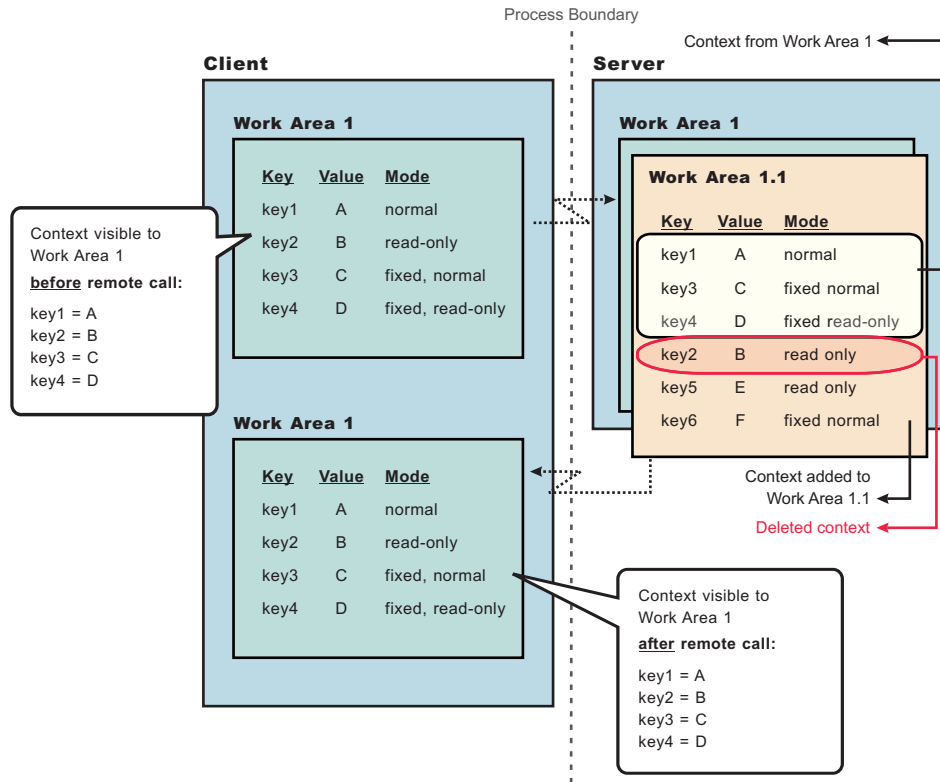 Process Boundary
Context from Work Area 1
Client
Server
Work Area 1
Key Value Mode
key1 A normal
key2 B read-only
key3 C fixed, normal
key4 D fixed, read-only
Context visible to
Work Area 1
before remote call:
key1 = A
key2 = B
key3 = C
key4 = D
Work Area 1
Work Area 1.1
Key Value Mode
key1 A normal
key3 C fixed normal
key4 D fixed read-only
key2 B read only
key5 E read only
key6 F fixed normal
Context added to
Work Area 1.1
Deleted context
Work Area 1
Key Value Mode
key1 A normal
key2 B read-only
key3 C fixed, normal
key4 D fixed, read-only
Context visible to
Work Area 1
after remote call:
key1 = A
key2 = B
key3 = C
key4 = D